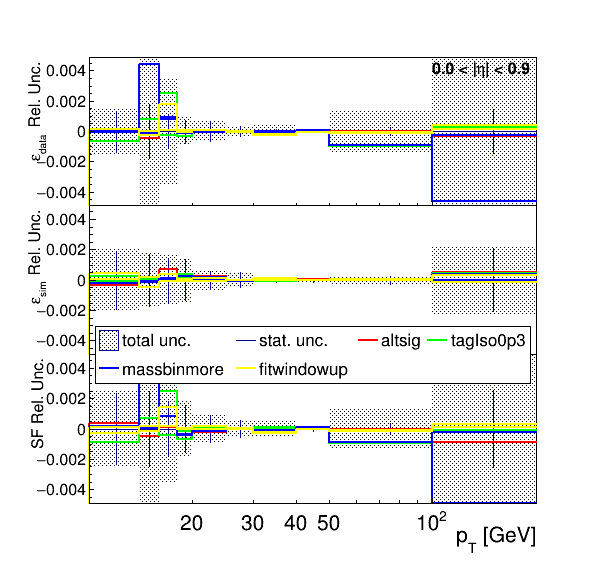 0.0 < |η| < 0.9
ε_data Rel. Unc.
0.004
0.002
0
−0.002
−0.004
ε_sim Rel. Unc.
0.004
0.002
0
−0.002
−0.004
total unc. stat. unc. altsig tagIso0p3
massbinmore fitwindowup
SF Rel. Unc.
0.004
0.002
0
−0.002
−0.004
20 30 40 50 10²
p_T [GeV]